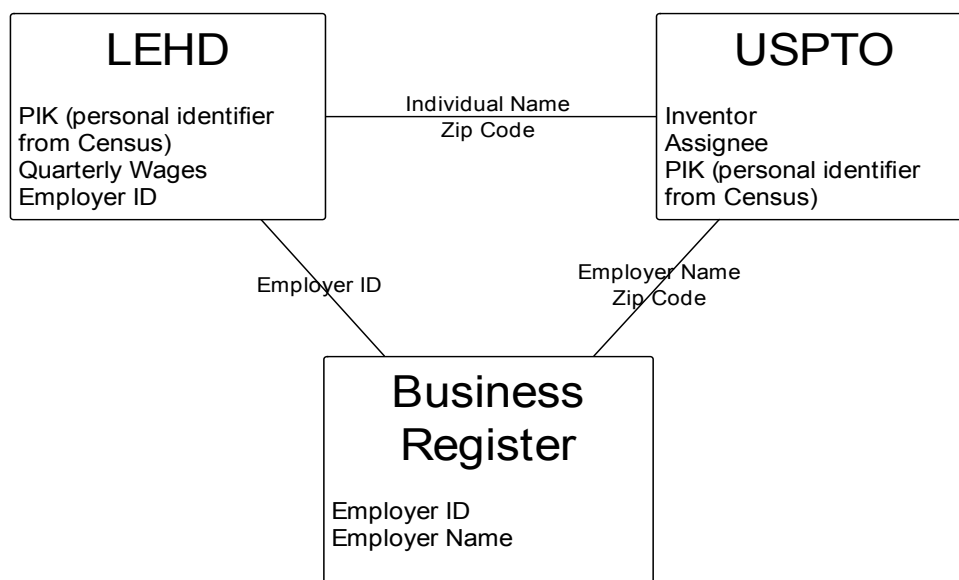 LEHD
PIK (personal identifier
from Census)
Quarterly Wages
Employer ID
Individual Name
Zip Code
USPTO
Inventor
Assignee
PIK (personal identifier
from Census)
Employer ID
Employer Name
Zip Code
Business
Register
Employer ID
Employer Name